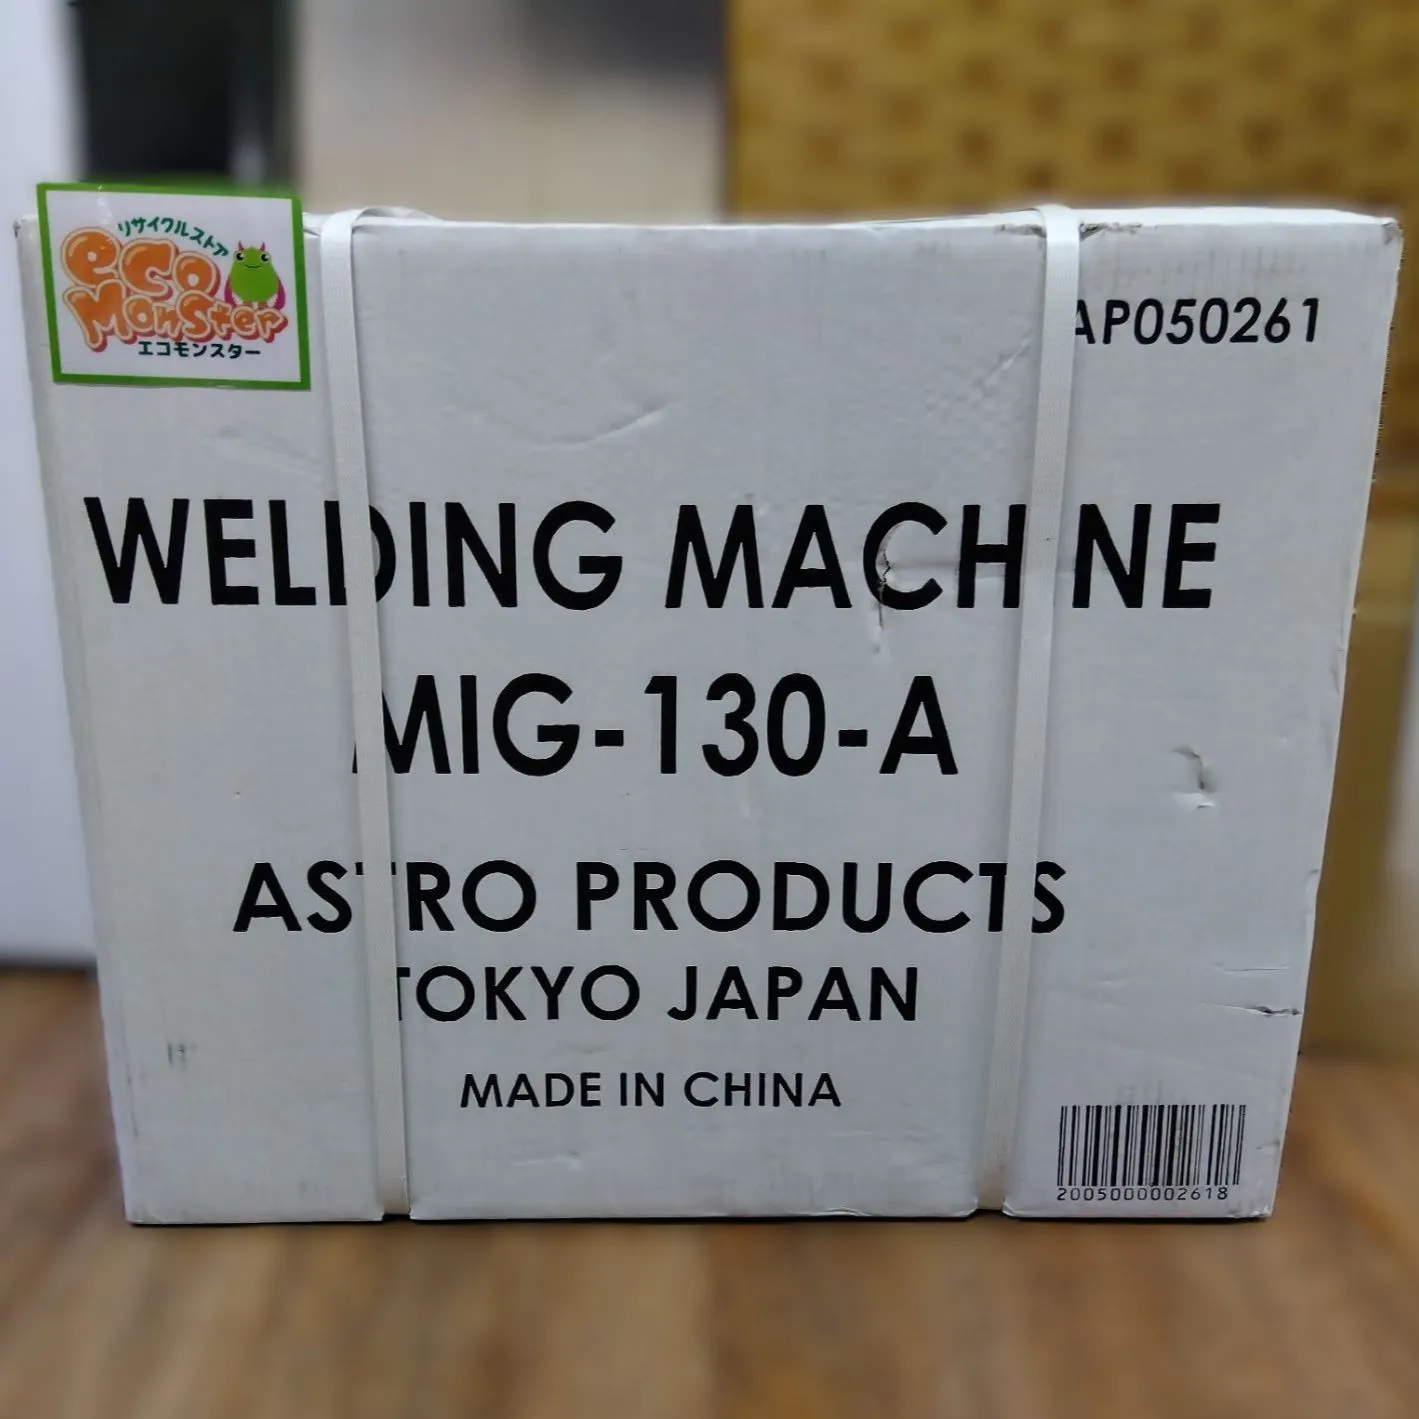 リサイクルストア
eco
Monster
エコモンスター
AP050261
WELDING MACHINE
MIG-130-A
ASTRO PRODUCTS
TOKYO JAPAN
MADE IN CHINA
2005000002618